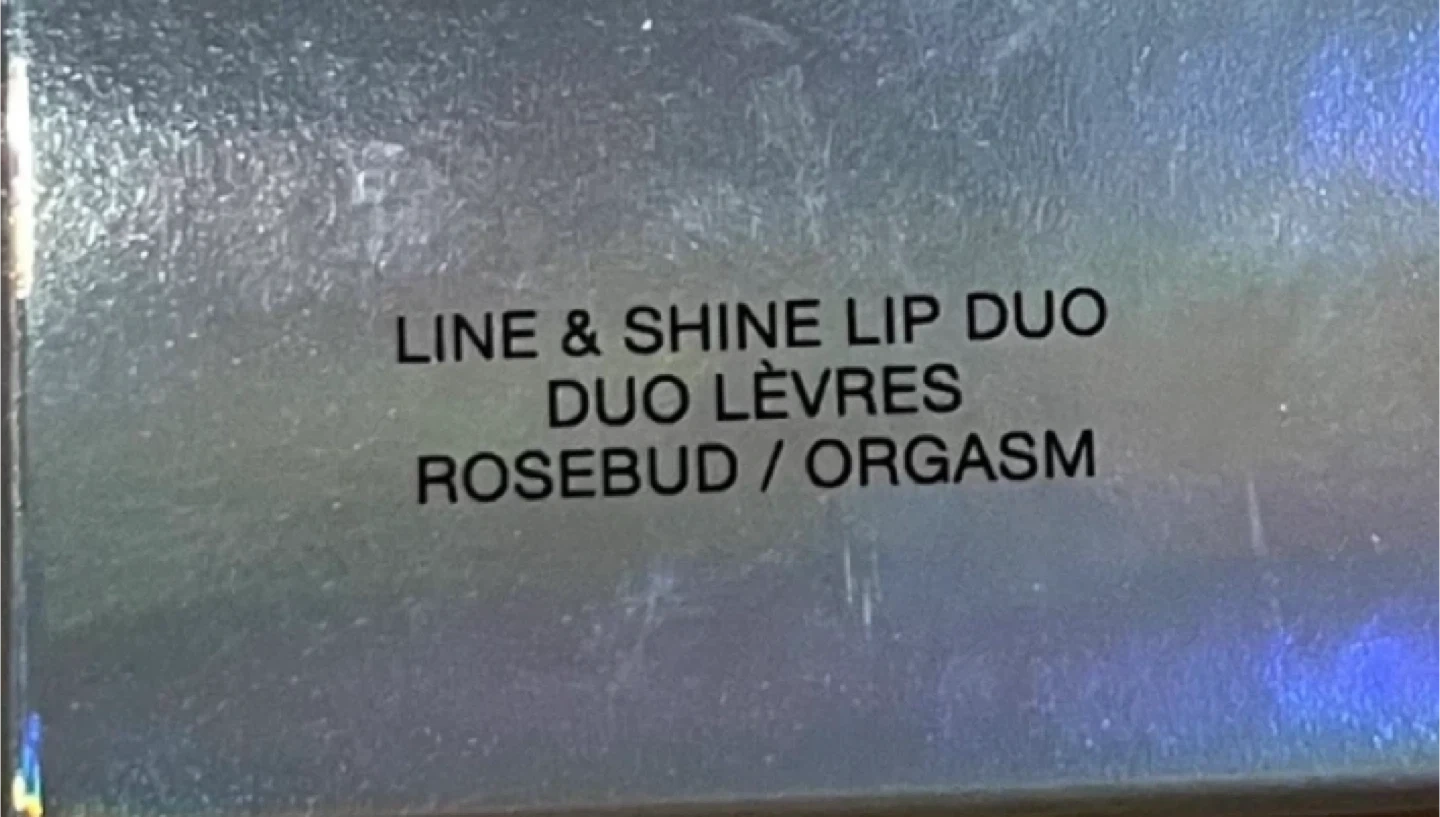 LINE & SHINE LIP DUO
DUO LÈVRES
ROSEBUD / ORGASM